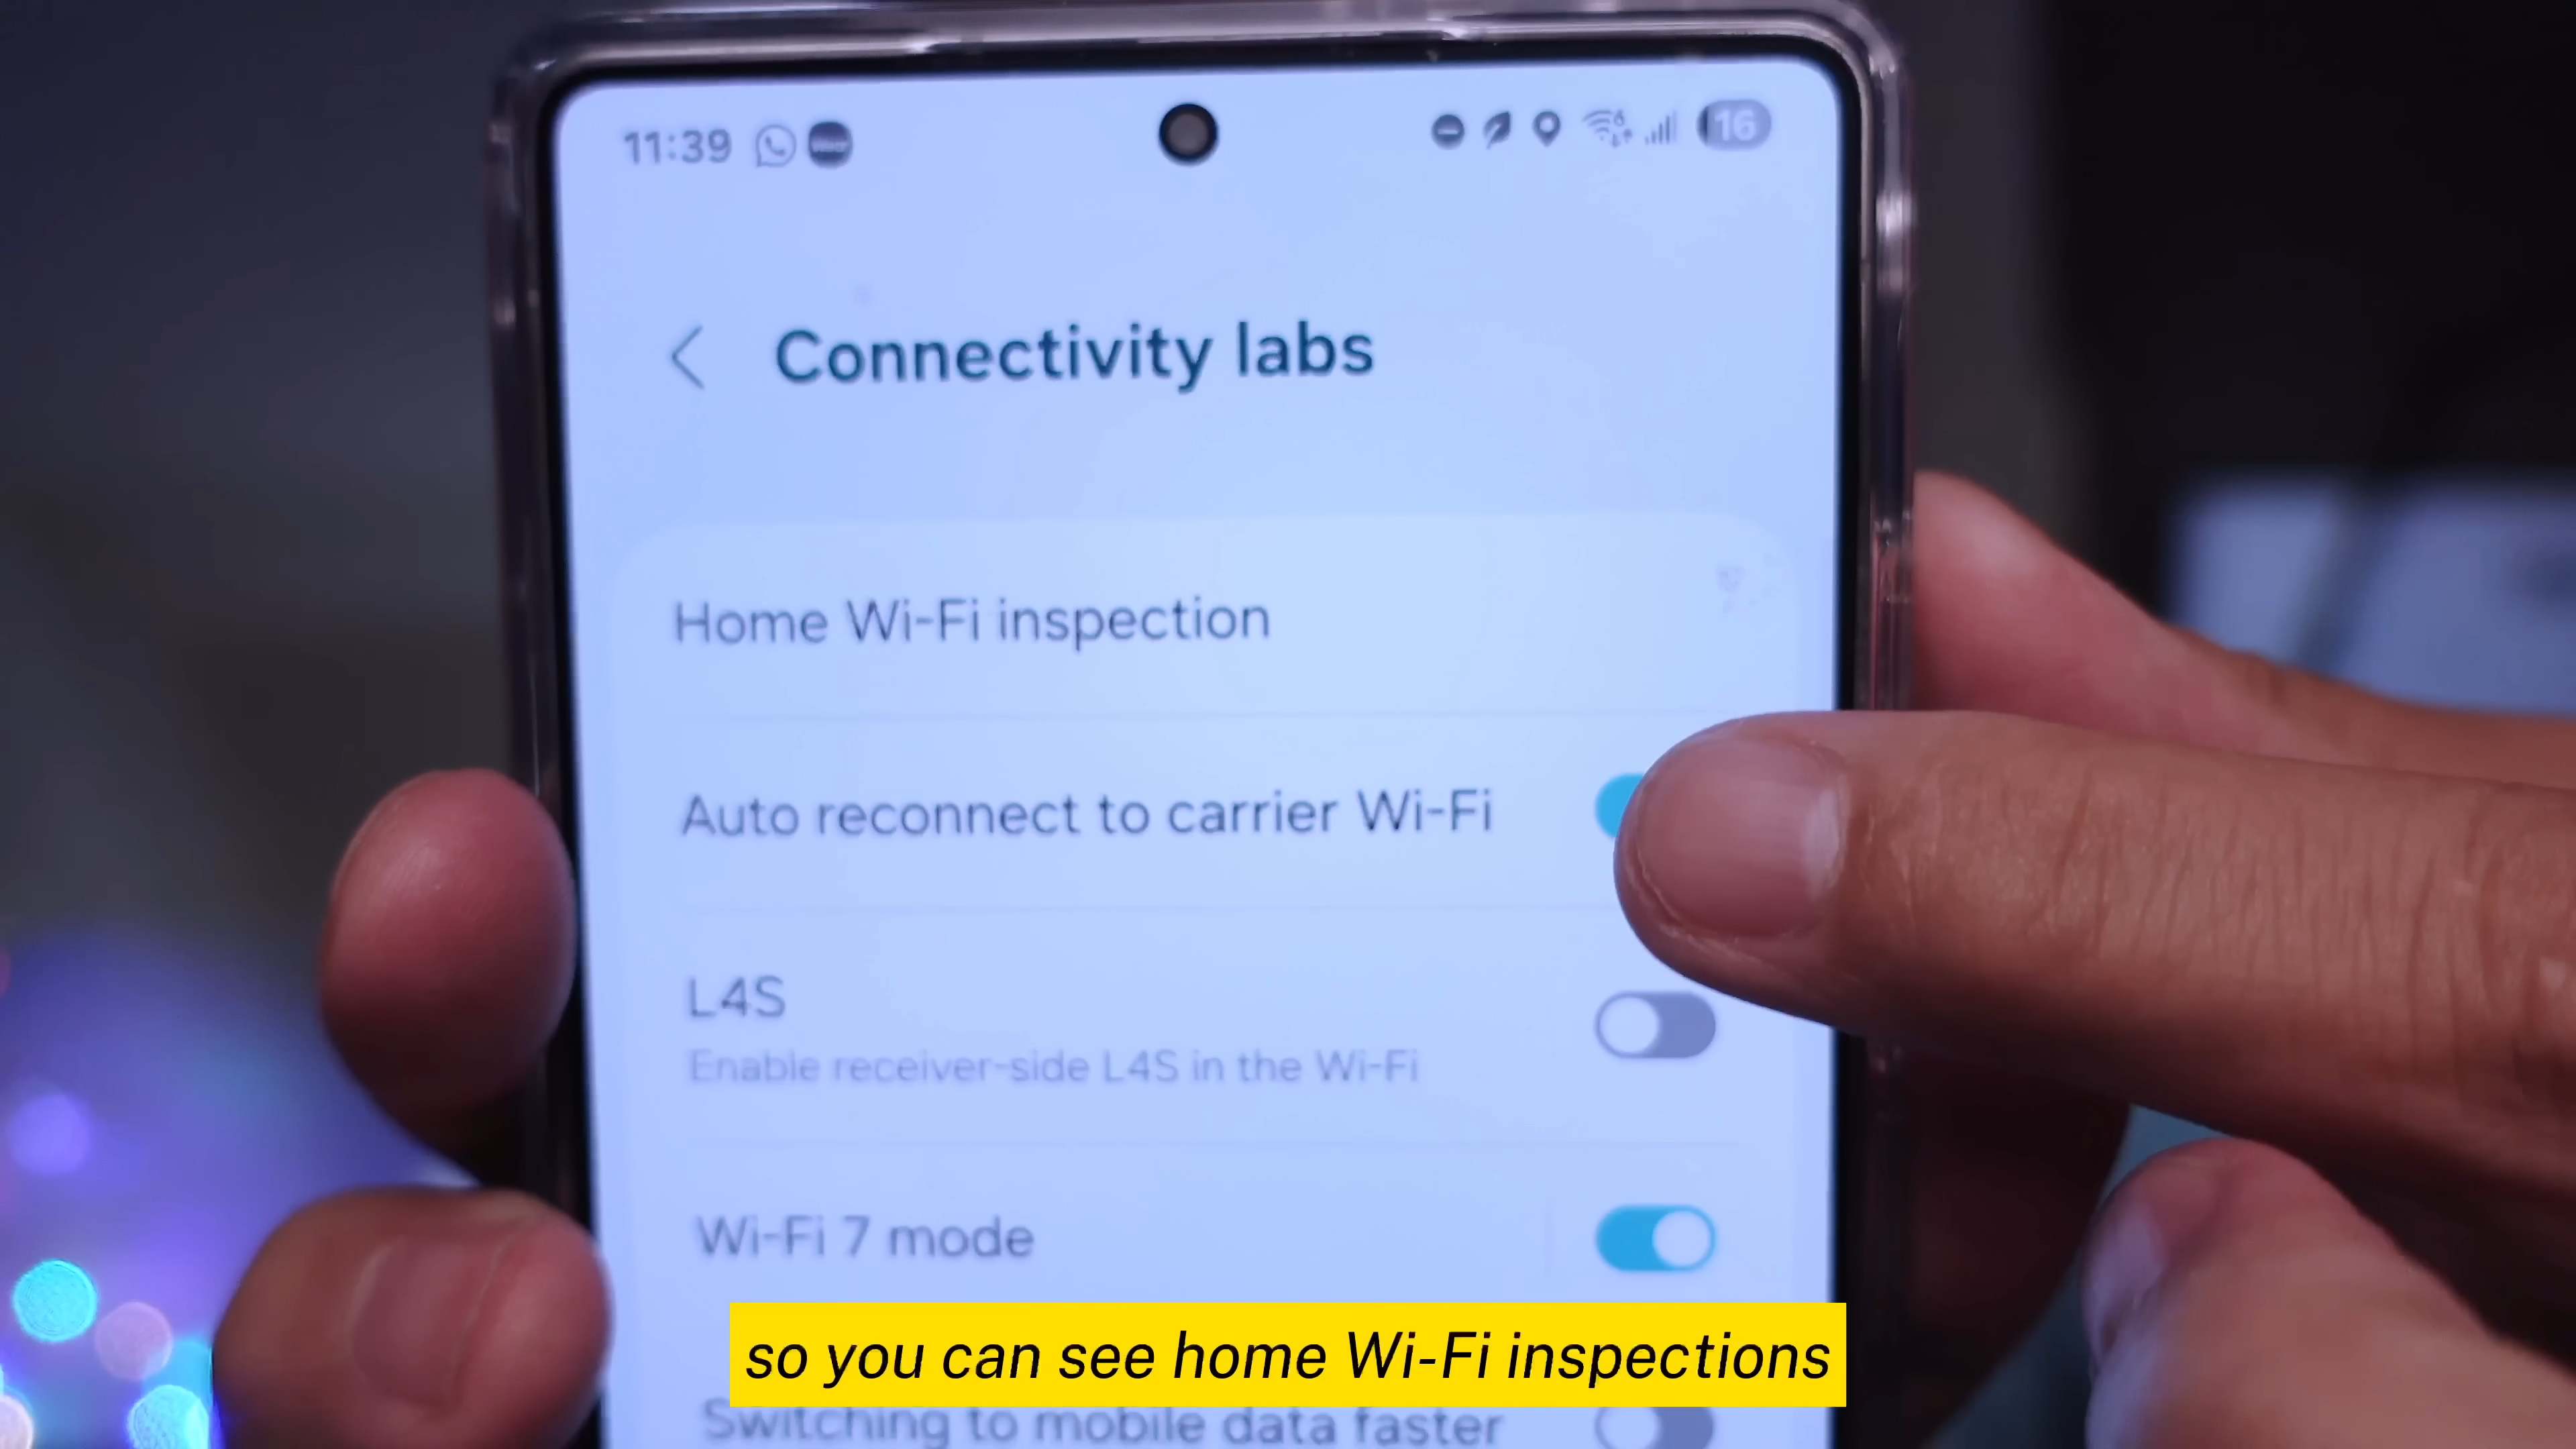 11:39
16
Connectivity labs
Home Wi-Fi inspection
Auto reconnect to carrier Wi-Fi
L4S
Enable receiver-side L4S in the Wi-Fi
Wi-Fi 7 mode
so you can see home Wi-Fi inspections
Switching to mobile data faster